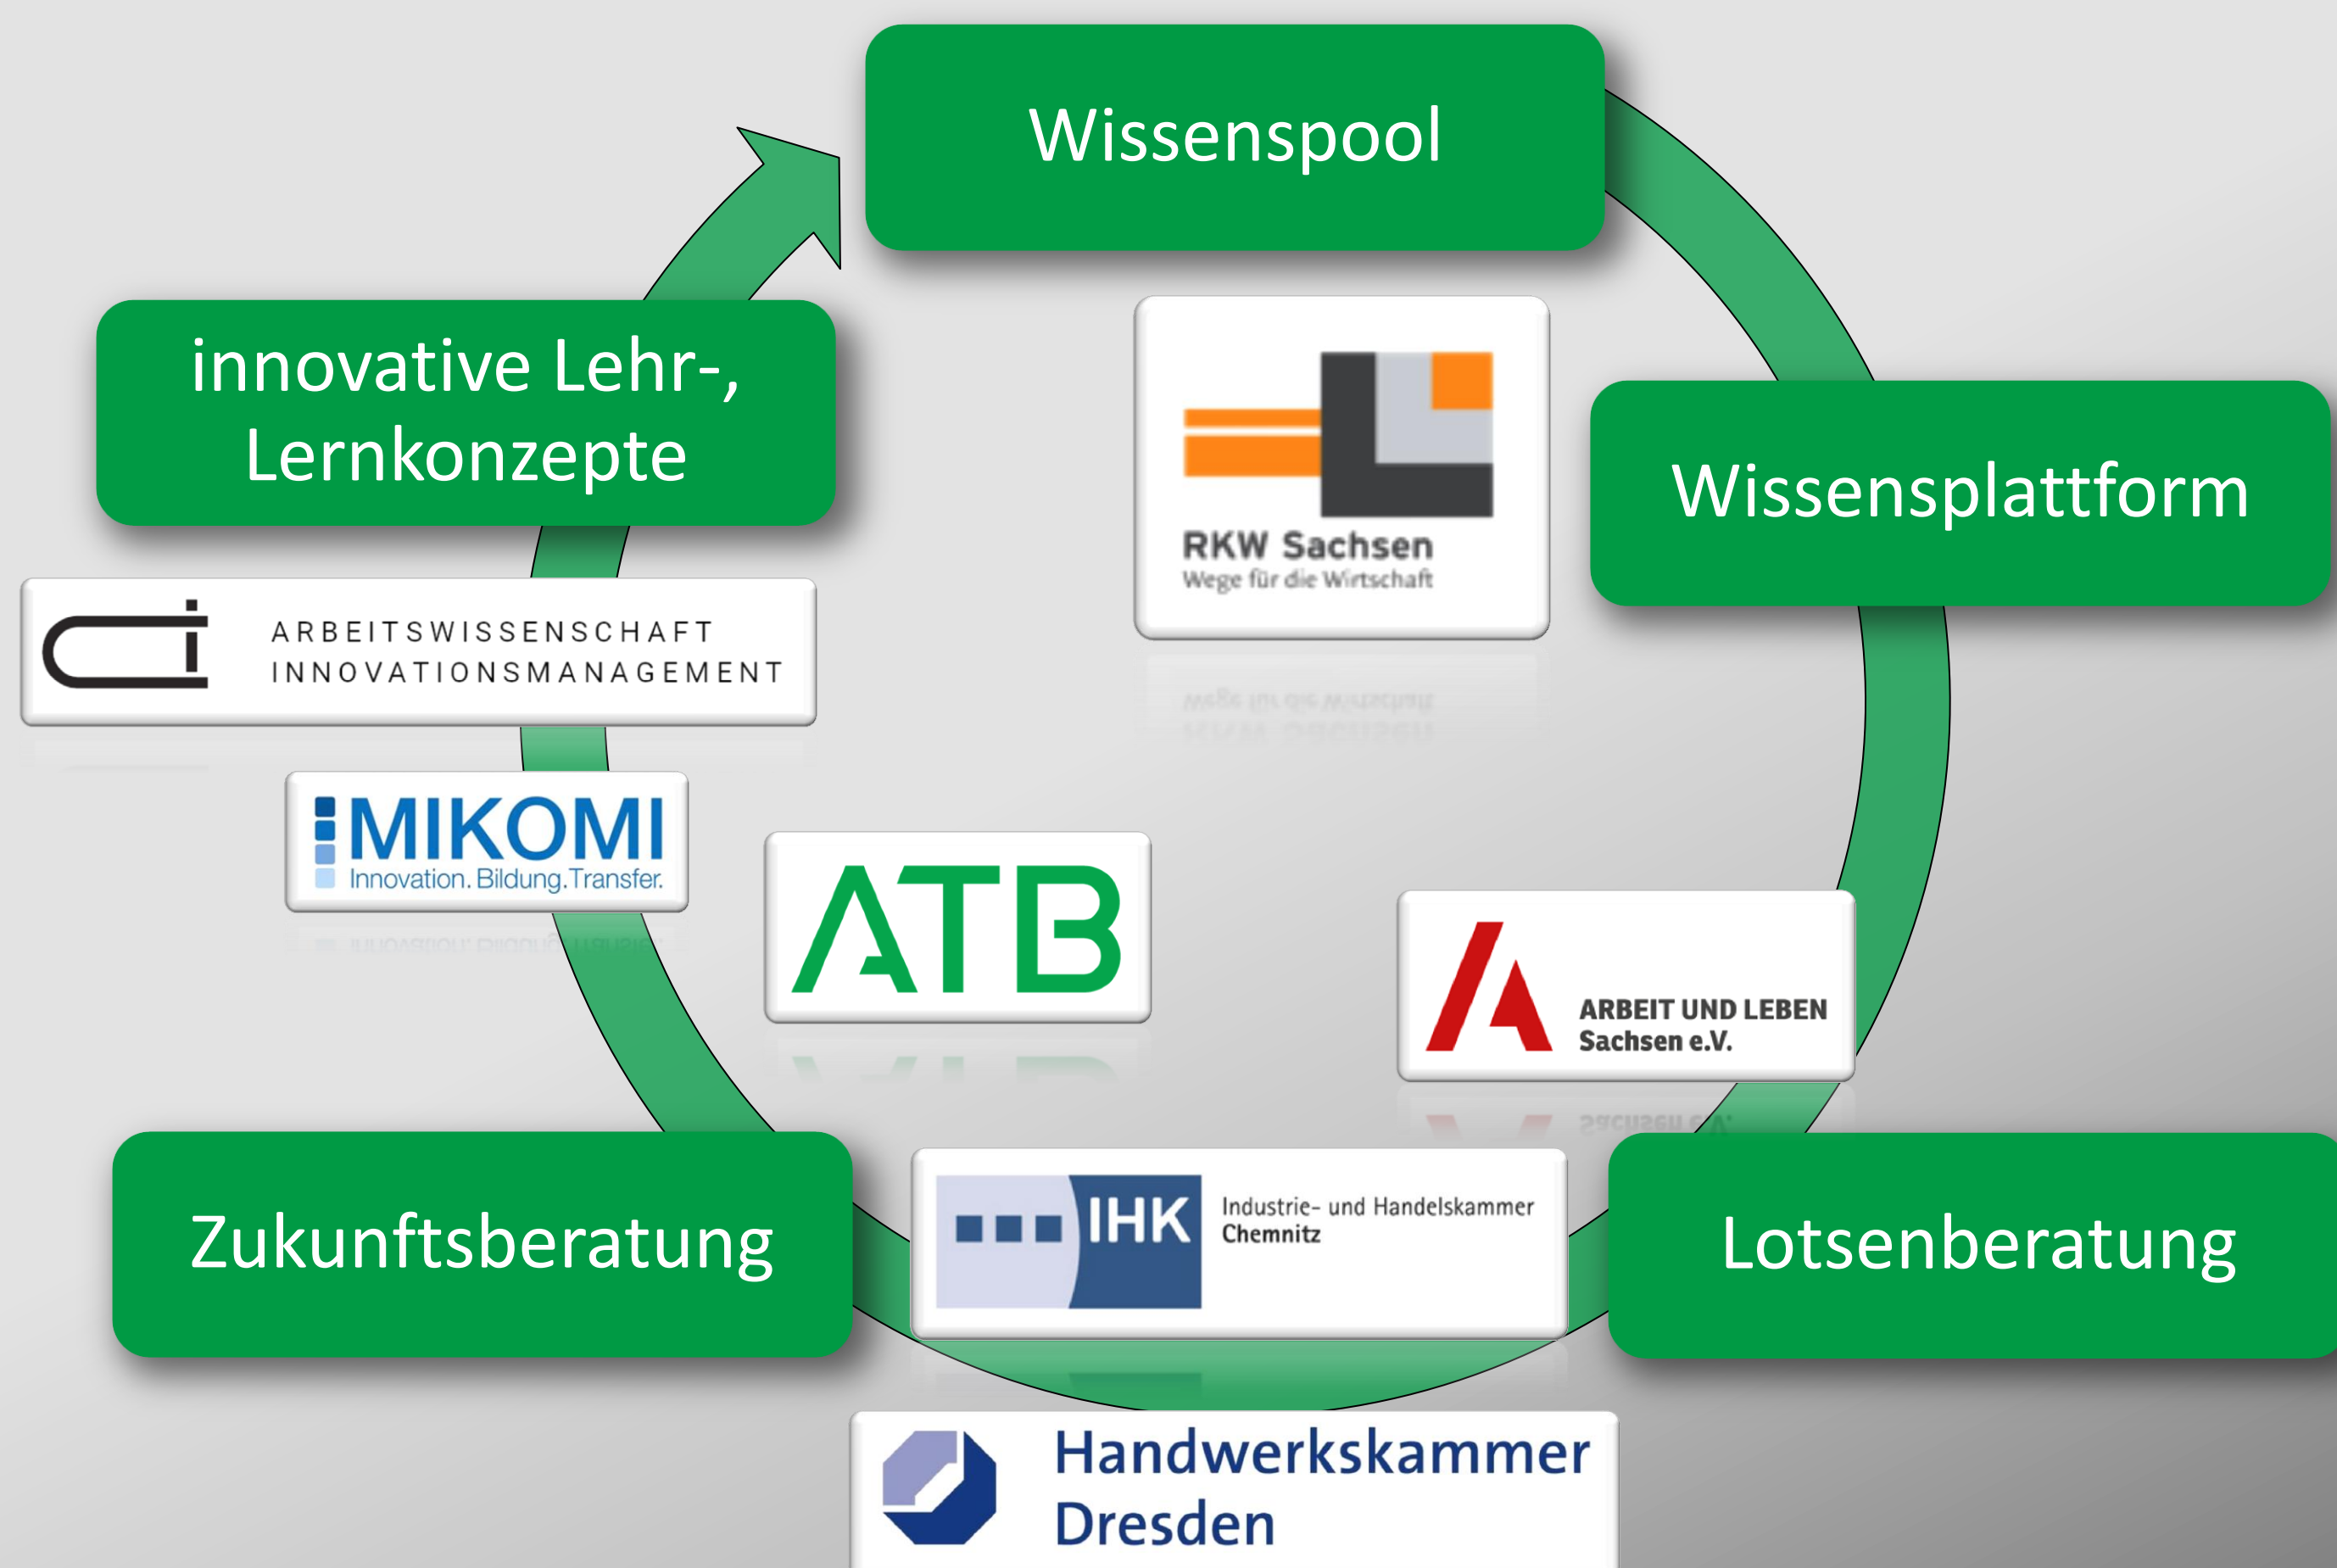 Wissenspool
innovative Lehr-,
Lernkonzepte
Wissensplattform
RKW Sachsen
Wege für die Wirtschaft
ARBEITSWISSENSCHAFT
INNOVATIONSMANAGEMENT
MIKOMI
Innovation. Bildung. Transfer.
ATB
ARBEIT UND LEBEN
Sachsen e.V.
Zukunftsberatung
IHK
Industrie- und Handelskammer
Chemnitz
Lotsenberatung
Handwerkskammer
Dresden